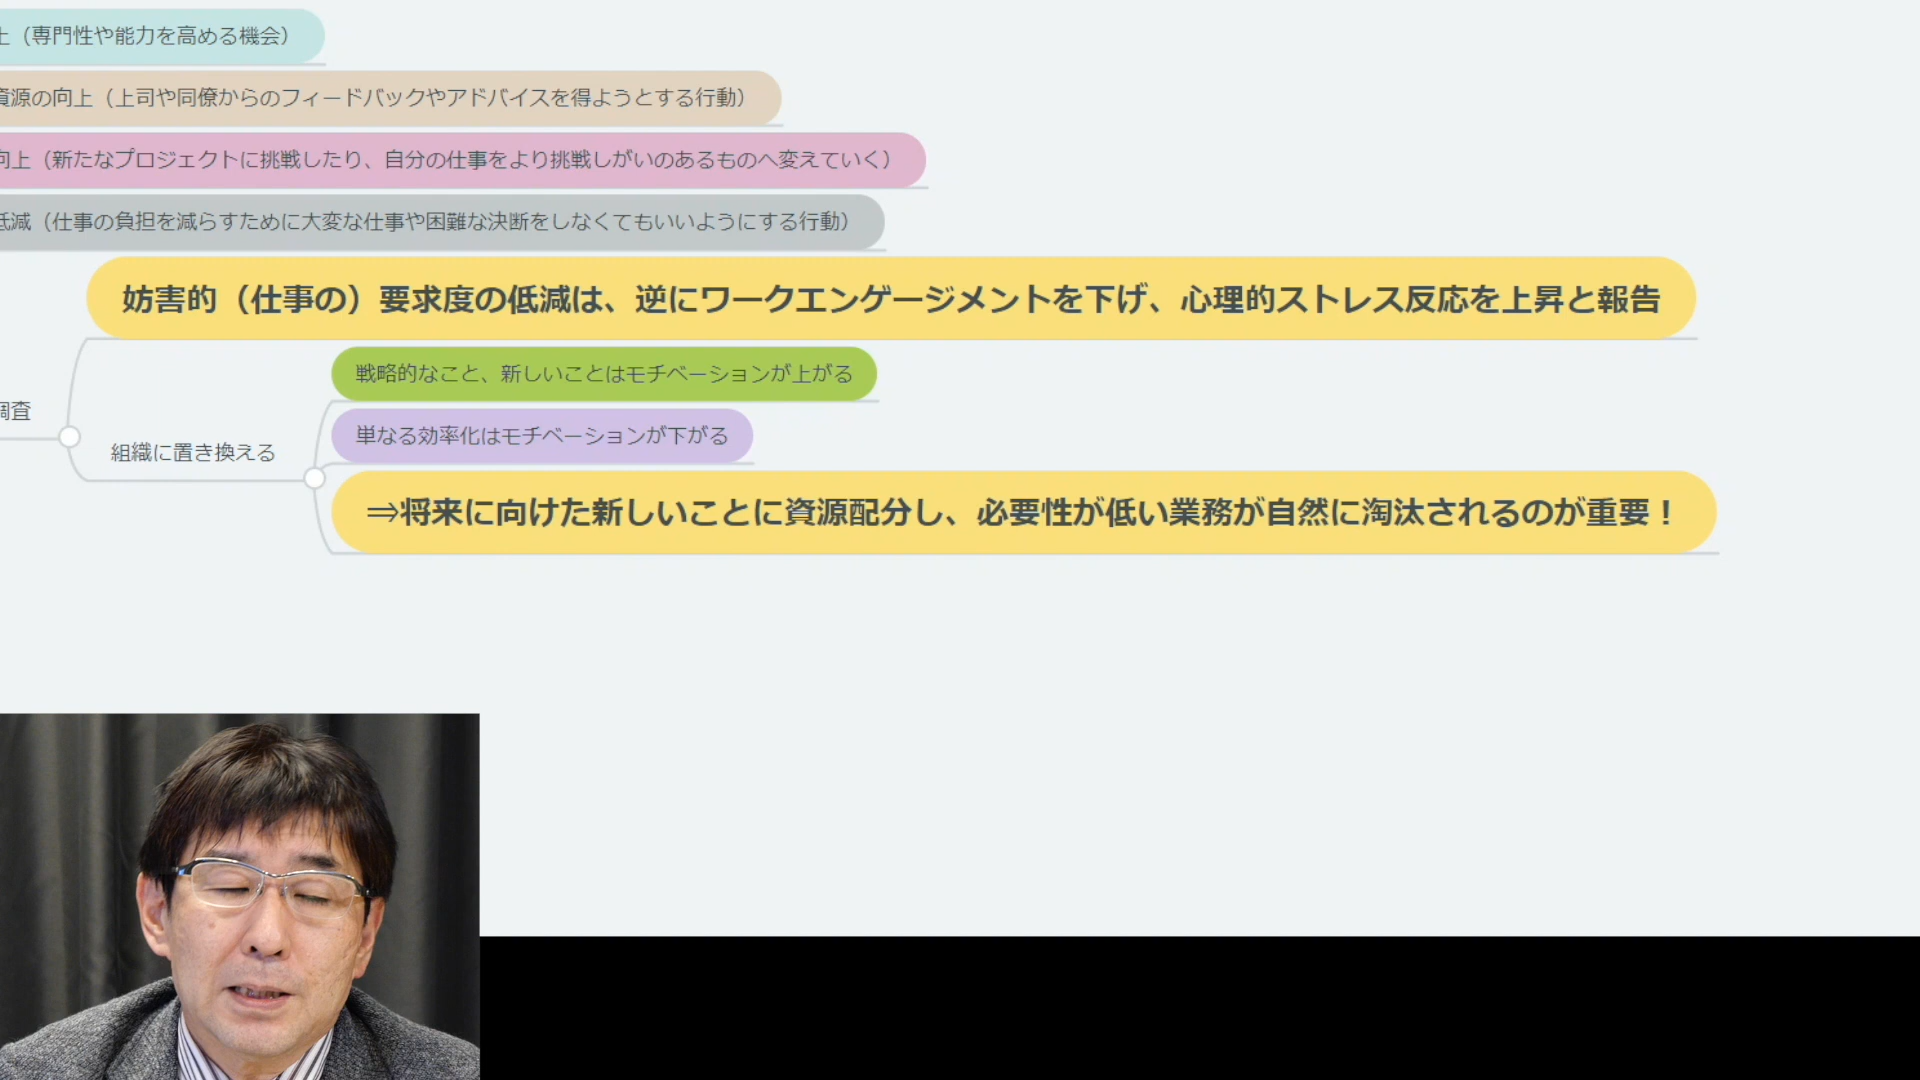 上（専門性や能力を高める機会）
資源の向上（上司や同僚からのフィードバックやアドバイスを得ようとする行動）
向上（新たなプロジェクトに挑戦したり、自分の仕事をより挑戦しがいのあるものへ変えていく）
低減（仕事の負担を減らすために大変な仕事や困難な決断をしなくてもいいようにする行動）
妨害的（仕事の）要求度の低減は、逆にワークエンゲージメントを下げ、心理的ストレス反応を上昇と報告
調査
組織に置き換える
戦略的なこと、新しいことはモチベーションが上がる
単なる効率化はモチベーションが下がる
⇒将来に向けた新しいことに資源配分し、必要性が低い業務が自然に淘汰されるのが重要！